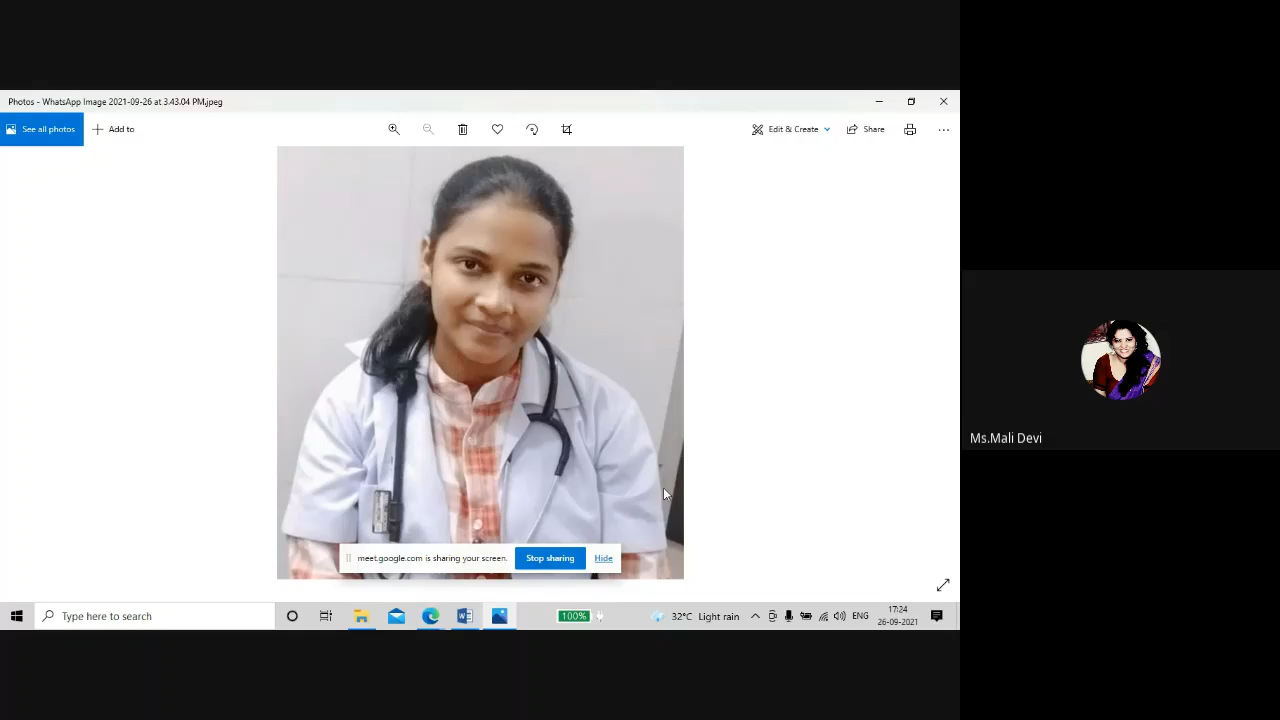 Photos - WhatsApp Image 2021-09-26 at 3.43.04 PM.jpeg
See all photos
Add to
Edit & Create
Share
Ms.Mali Devi
meet.google.com is sharing your screen.
Stop sharing
Hide
Type here to search
100%
32°C Light rain
ENG
17:24
26-09-2021